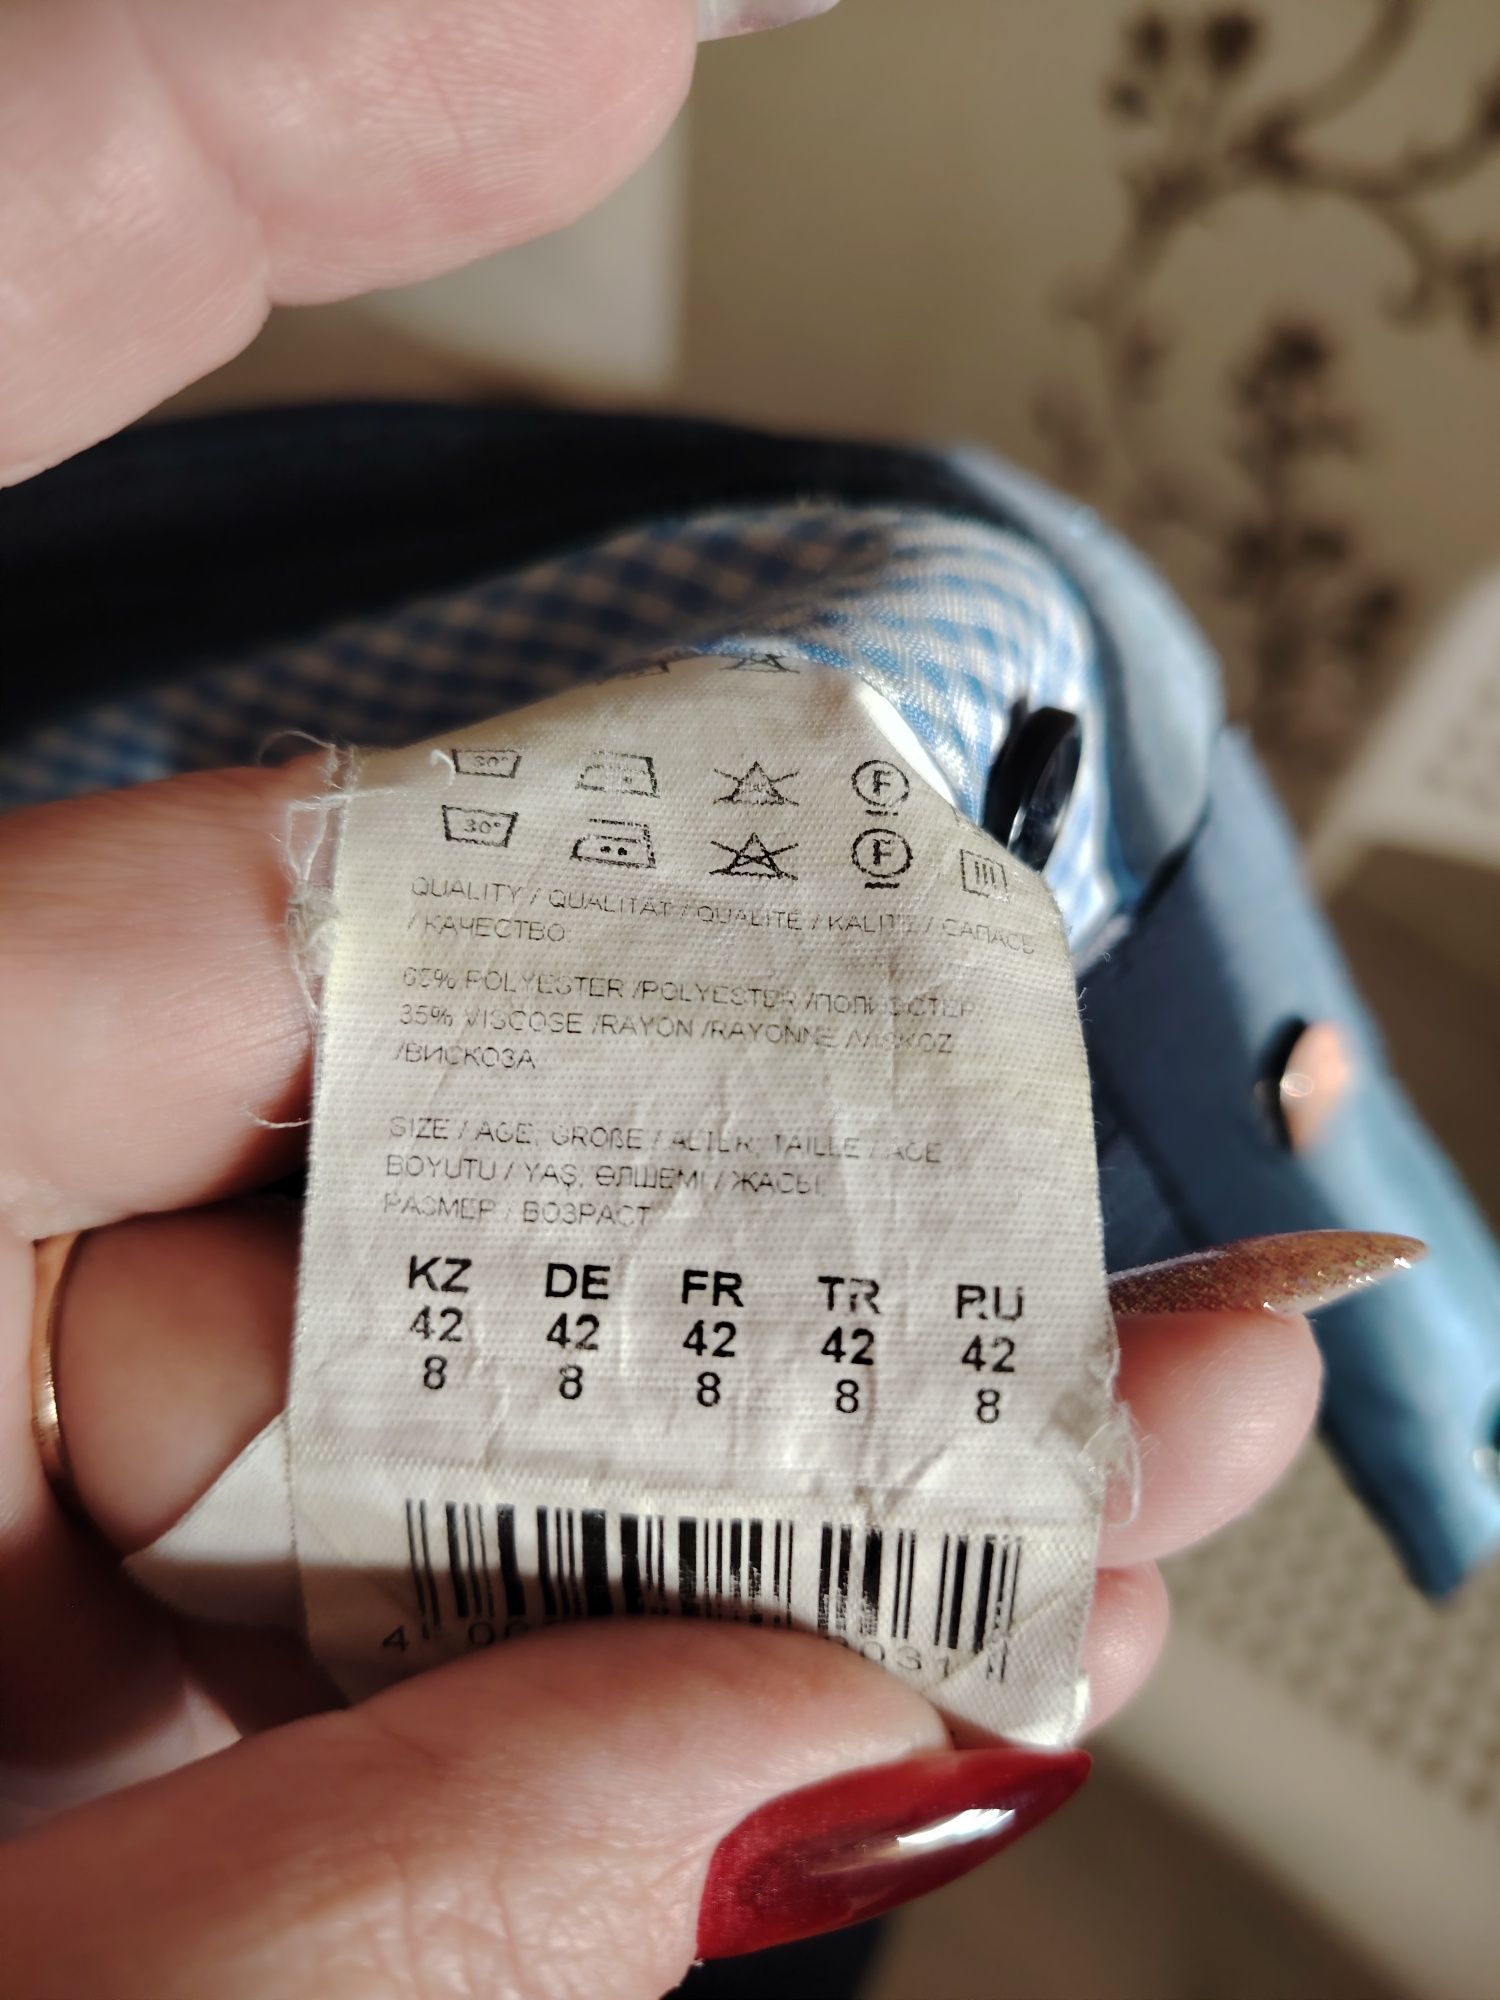 30°
F
30°
F
QUALITY / QUALITÄT / QUALITÉ / KALITE / САПАСЫ
/ КАЧЕСТВО
65% POLYESTER /POLYESTER /ПОЛИЭСТЕР
35% VISCOSE /RAYON /RAYONNE /VISKOZ
/ВИСКОЗА
SIZE / AGE, GRÖßE / ALTER, TAILLE / AGE
BOYUTU / YAŞ, ӨЛШЕМІ / ЖАСЫ,
РАЗМЕР / ВОЗРАСТ
KZ DE FR TR RU
42 42 42 42 42
8 8 8 8 8